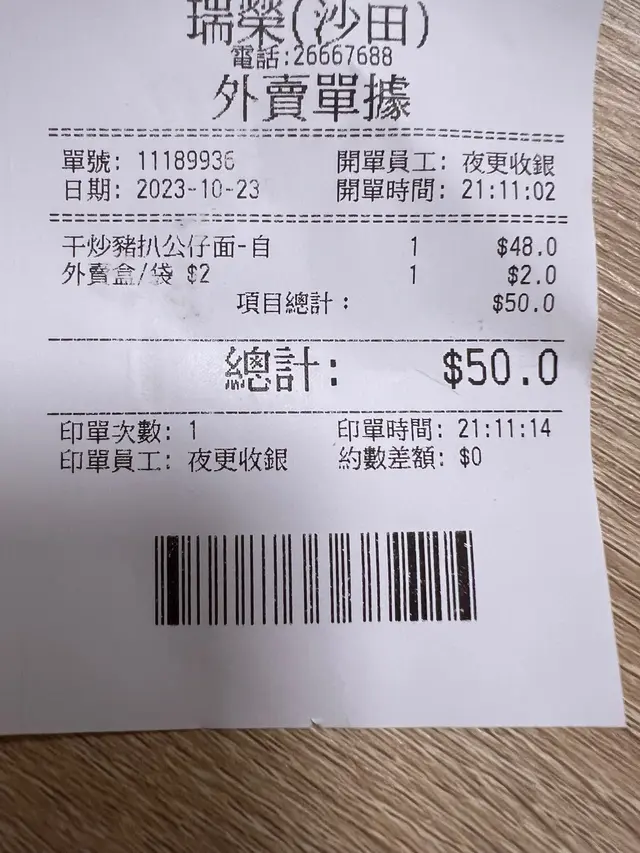 瑞榮(沙田)
電話:26667688
外賣單據
單號: 11189936 開單員工: 夜更收銀
日期: 2023-10-23 開單時間: 21:11:02
干炒豬扒公仔面-自 1 $48.0
外賣盒/袋 $2 1 $2.0
項目總計: $50.0
總計: $50.0
印單次數: 1 印單時間: 21:11:14
印單員工: 夜更收銀 約數差額: $0